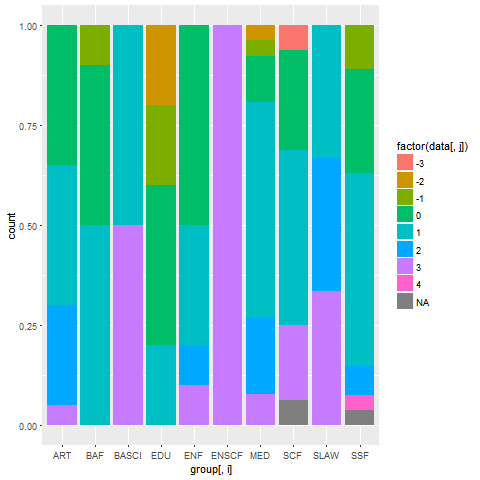 1.00
0.75
0.50
0.25
0.00
count
ART BAF BASCI EDU ENF ENSCF MED SCF SLAW SSF
group[, i]
factor(data[, j])
-3
-2
-1
0
1
2
3
4
NA